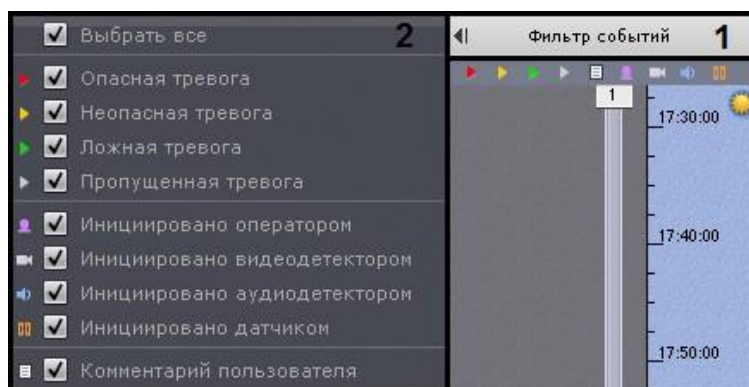 Выбрать все 2
Опасная тревога
Неопасная тревога
Ложная тревога
Пропущенная тревога
Инициировано оператором
Инициировано видеодетектором
Инициировано аудиодетектором
Инициировано датчиком
Комментарий пользователя
Фильтр событий 1
1
17:30:00
17:40:00
17:50:00